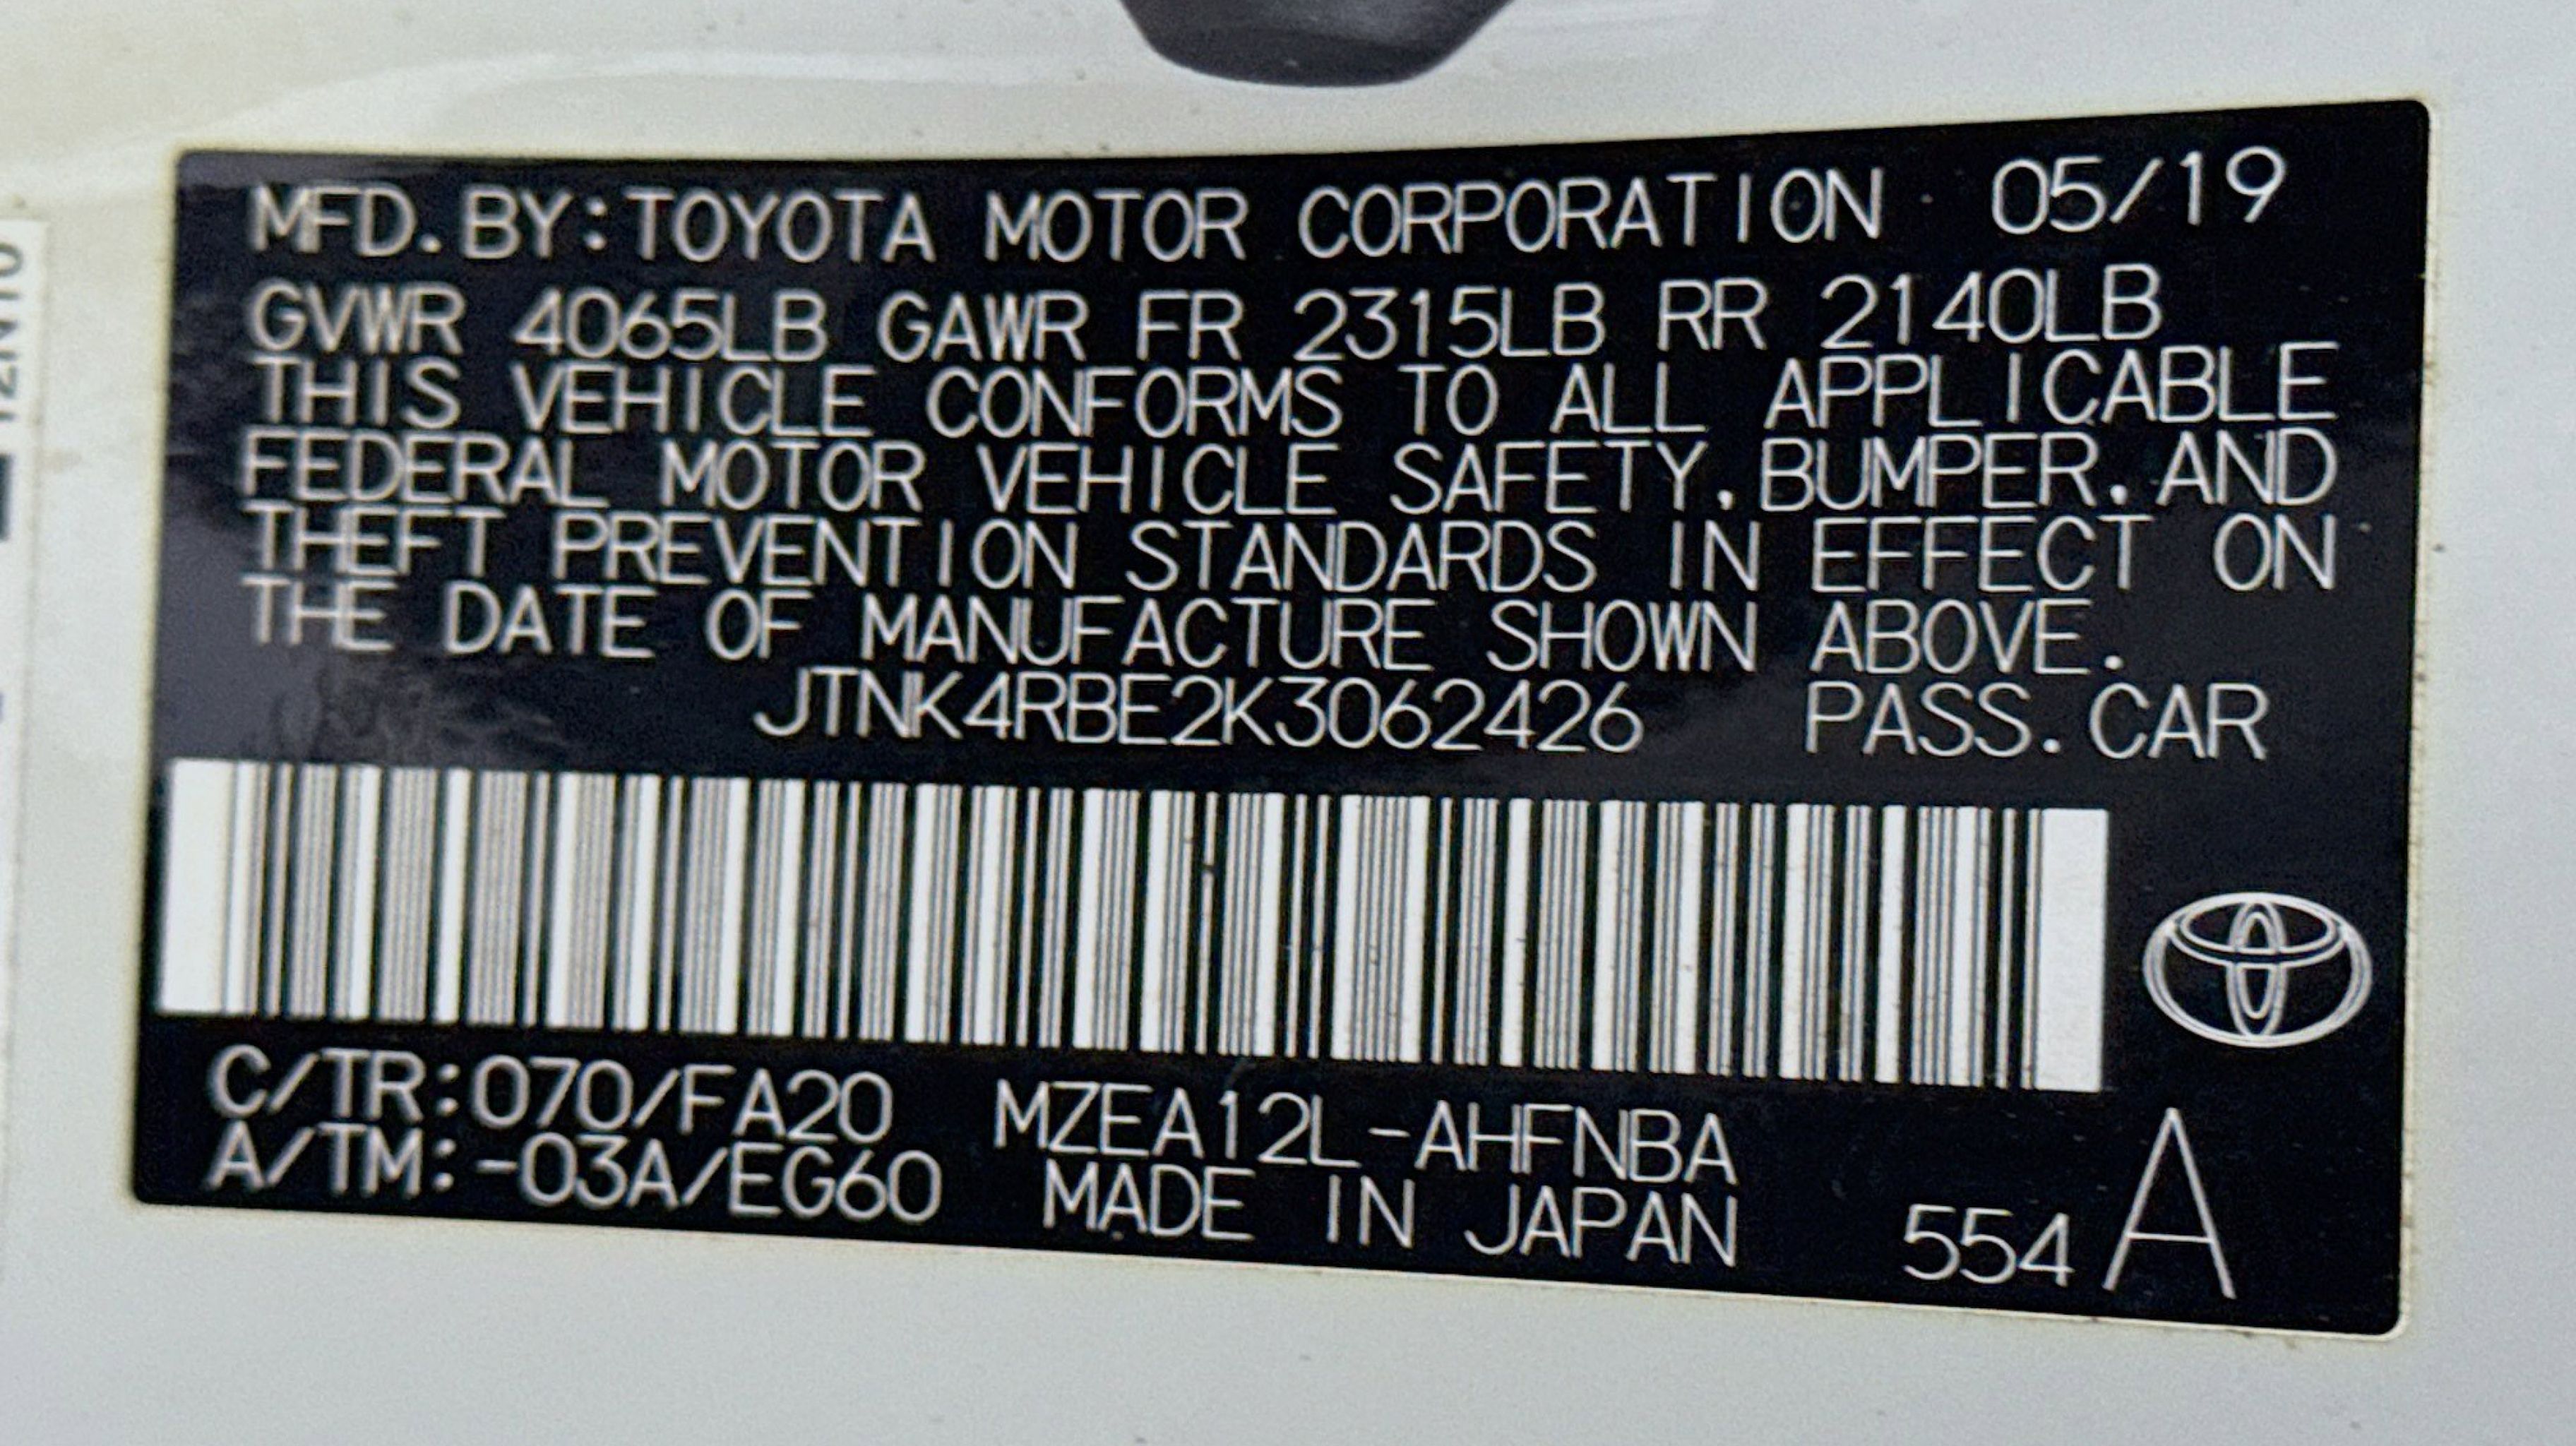 MFD. BY: TOYOTA MOTOR CORPORATION 05/19
GVWR 4065LB GAWR FR 2315LB RR 2140LB
THIS VEHICLE CONFORMS TO ALL APPLICABLE
FEDERAL MOTOR VEHICLE SAFETY, BUMPER, AND
THEFT PREVENTION STANDARDS IN EFFECT ON
THE DATE OF MANUFACTURE SHOWN ABOVE.
JTNK4RBE2K3062426 PASS. CAR
C/TR:070/FA20 MZEA12L-AHFNBA
A/TM:-03A/EG60 MADE IN JAPAN 554 A